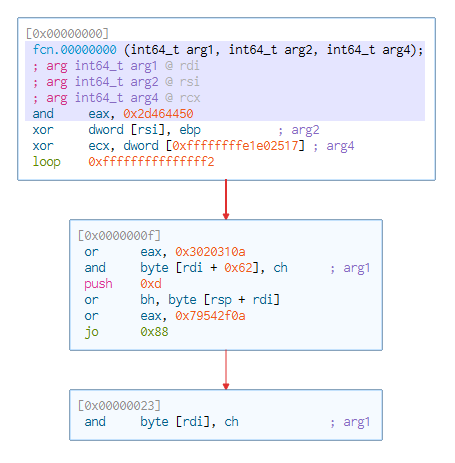 [0x00000000]
fcn.00000000 (int64_t arg1, int64_t arg2, int64_t arg4);
; arg int64_t arg1 @ rdi
; arg int64_t arg2 @ rsi
; arg int64_t arg4 @ rcx
and eax, 0x2d464450
xor dword [rsi], ebp ; arg2
xor ecx, dword [0xffffffffe1e02517] ; arg4
loop 0xfffffffffffffff2
[0x0000000f]
or eax, 0x3020310a
and byte [rdi + 0x62], ch ; arg1
push 0xd
or bh, byte [rsp + rdi]
or eax, 0x79542f0a
jo 0x88
[0x00000023]
and byte [rdi], ch ; arg1